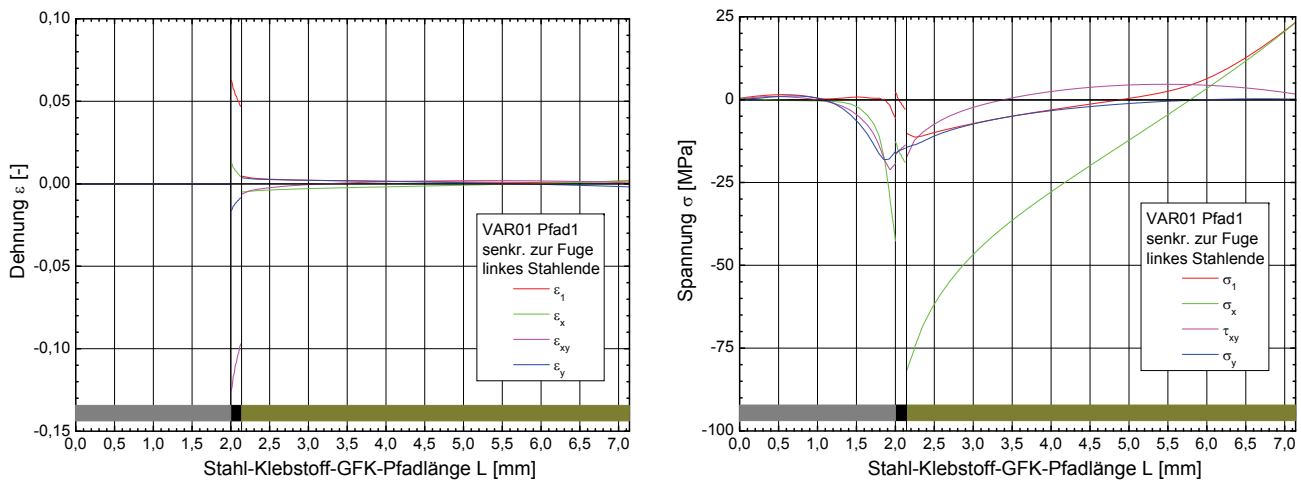 0,10
0,05
0,00
-0,05
-0,10
-0,15
Dehnung ε [-]
VAR01 Pfad1
senkr. zur Fuge
linkes Stahlende
ε1
εx
εxy
εy
0,0 0,5 1,0 1,5 2,0 2,5 3,0 3,5 4,0 4,5 5,0 5,5 6,0 6,5 7,0
Stahl-Klebstoff-GFK-Pfadlänge L [mm]
25
0
-25
-50
-75
-100
Spannung σ [MPa]
VAR01 Pfad1
senkr. zur Fuge
linkes Stahlende
σ1
σx
τxy
σy
0,0 0,5 1,0 1,5 2,0 2,5 3,0 3,5 4,0 4,5 5,0 5,5 6,0 6,5 7,0
Stahl-Klebstoff-GFK-Pfadlänge L [mm]